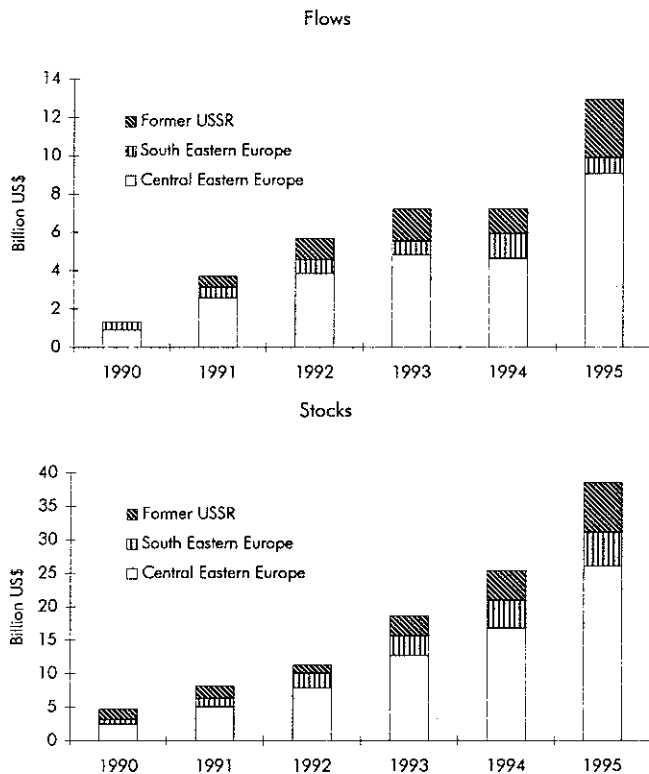 Flows
14
12
10
8
6
4
2
0
Billion US$
Former USSR
South Eastern Europe
Central Eastern Europe
1990 1991 1992 1993 1994 1995
Stocks
40
35
30
25
20
15
10
5
0
Billion US$
Former USSR
South Eastern Europe
Central Eastern Europe
1990 1991 1992 1993 1994 1995